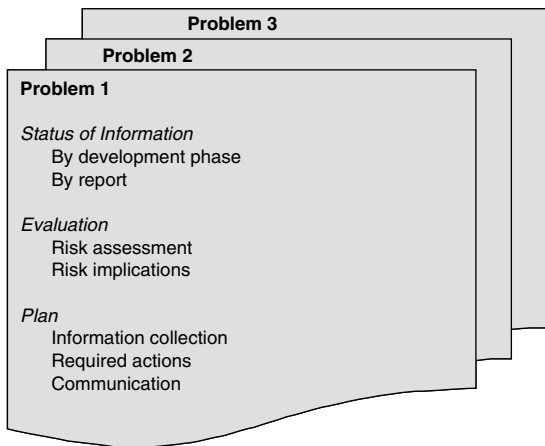 Problem 3
Problem 2
Problem 1
Status of Information
By development phase
By report
Evaluation
Risk assessment
Risk implications
Plan
Information collection
Required actions
Communication